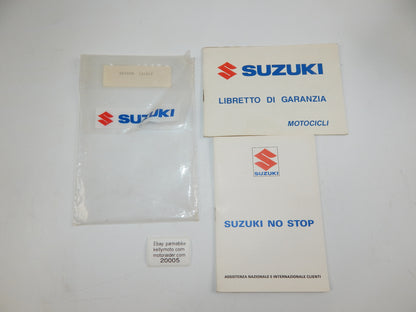 SUZUKI
SUZUKI
LIBRETTO DI GARANZIA
MOTOCICLI
SUZUKI
SUZUKI NO STOP
ASSISTENZA NAZIONALE E INTERNAZIONALE CLIENTI
Ebay partsabike
kellymoto com
motoraider.com
20005